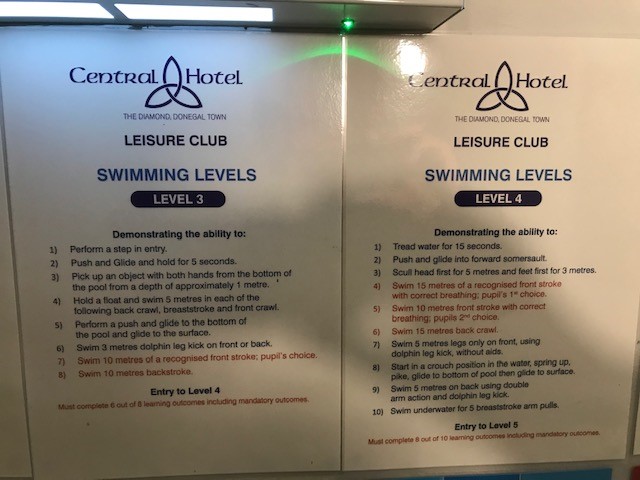 Central Hotel
THE DIAMOND, DONEGAL TOWN
LEISURE CLUB
SWIMMING LEVELS
LEVEL 3
Demonstrating the ability to:
1) Perform a step in entry.
2) Push and Glide and hold for 5 seconds.
3) Pick up an object with both hands from the bottom of
the pool from a depth of approximately 1 metre.
4) Hold a float and swim 5 metres in each of the
following back crawl, breaststroke and front crawl.
5) Perform a push and glide to the bottom of
the pool and glide to the surface.
6) Swim 3 metres dolphin leg kick on front or back.
7) Swim 10 metres of a recognised front stroke; pupil's choice.
8) Swim 10 metres backstroke.
Entry to Level 4
Must complete 6 out of 8 learning outcomes including mandatory outcomes.
Central Hotel
THE DIAMOND, DONEGAL TOWN
LEISURE CLUB
SWIMMING LEVELS
LEVEL 4
Demonstrating the ability to:
1) Tread water for 15 seconds.
2) Push and glide into forward somersault.
3) Scull head first for 5 metres and feet first for 3 metres.
4) Swim 15 metres of a recognised front stroke
with correct breathing; pupil's 1st choice.
5) Swim 10 metres front stroke with correct
breathing; pupils 2nd choice.
6) Swim 15 metres back crawl.
7) Swim 5 metres legs only on front, using
dolphin leg kick, without aids.
8) Start in a crouch position in the water, spring up,
pike, glide to bottom of pool then glide to surface.
9) Swim 5 metres on back using double
arm action and dolphin leg kick.
10) Swim underwater for 5 breaststroke arm pulls.
Entry to Level 5
Must complete 8 out of 10 learning outcomes including mandatory outcomes.